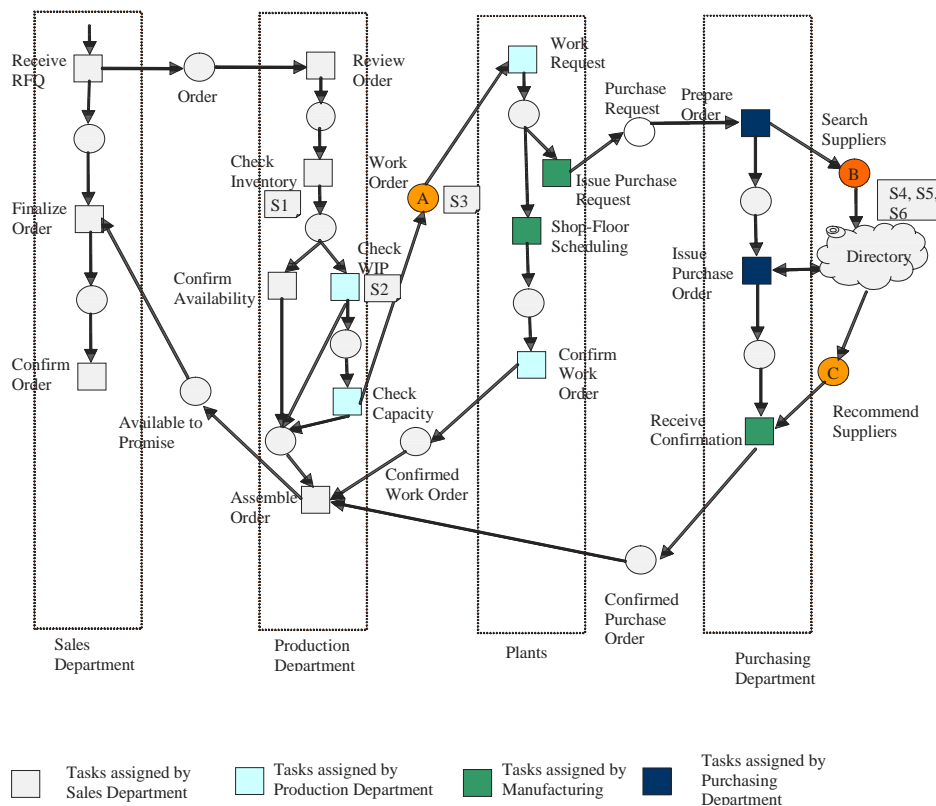 Receive
RFQ
Order
Review
Order
Work
Request
Purchase
Request
Prepare
Order
Search
Suppliers
Check
Inventory
S1
Work
Order
A
S3
Issue Purchase
Request
B
S4, S5,
S6
Finalize
Order
Confirm
Availability
Check
WIP
S2
Shop-Floor
Scheduling
Issue
Purchase
Order
Directory
Confirm
Order
Available to
Promise
Check
Capacity
Confirm
Work
Order
C
Recommend
Suppliers
Receive
Confirmation
Assemble
Order
Confirmed
Work Order
Confirmed
Purchase
Order
Sales
Department
Production
Department
Plants
Purchasing
Department
Tasks assigned by
Sales Department
Tasks assigned by
Production Department
Tasks assigned by
Manufacturing
Tasks assigned by
Purchasing
Department